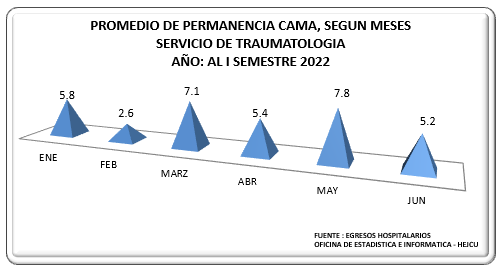 PROMEDIO DE PERMANENCIA CAMA, SEGUN MESES
SERVICIO DE TRAUMATOLOGIA
AÑO: AL I SEMESTRE 2022
5.8
2.6
7.1
5.4
7.8
5.2
ENE
FEB
MARZ
ABR
MAY
JUN
FUENTE : EGRESOS HOSPITALARIOS
OFICINA DE ESTADISTICA E INFORMATICA - HEJCU